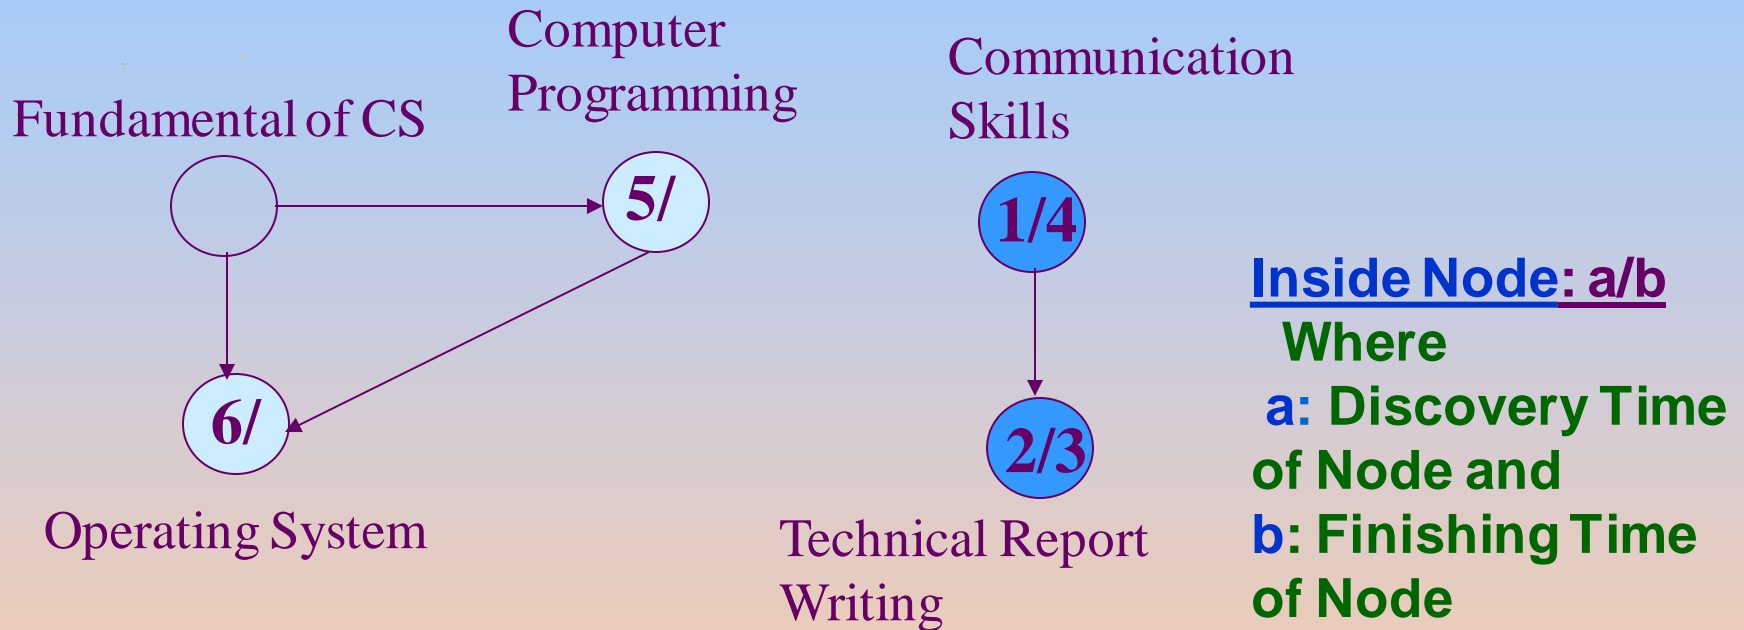 Computer
Programming
Communication
Skills
Fundamental of CS
5/
1/4
6/
2/3
Operating System
Technical Report
Writing
Inside Node: a/b
Where
a: Discovery Time
of Node and
b: Finishing Time
of Node